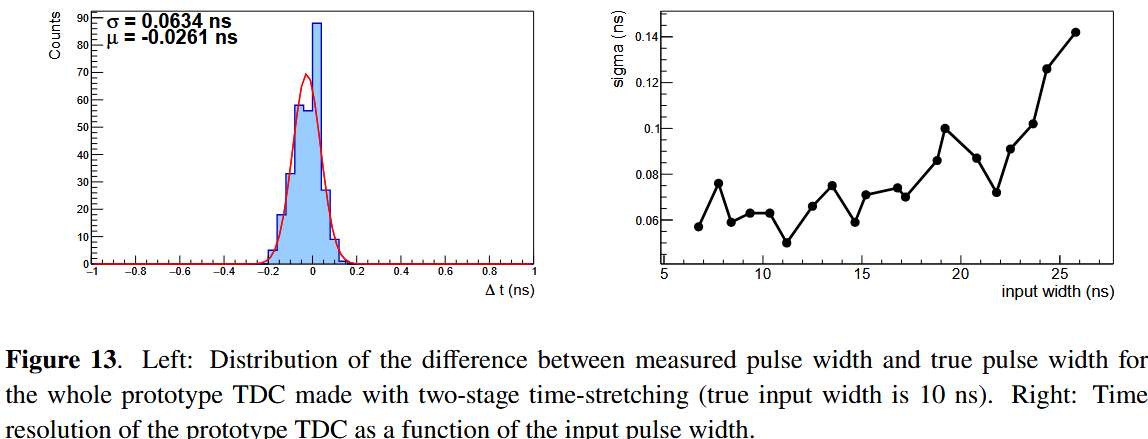 Counts
90
80
70
60
50
40
30
20
10
0
σ = 0.0634 ns
μ = -0.0261 ns
−1 −0.8 −0.6 −0.4 −0.2 0 0.2 0.4 0.6 0.8 1
Δ t (ns)
sigma (ns)
0.14
0.12
0.1
0.08
0.06
5 10 15 20 25
input width (ns)
Figure 13. Left: Distribution of the difference between measured pulse width and true pulse width for
the whole prototype TDC made with two-stage time-stretching (true input width is 10 ns). Right: Time
resolution of the prototype TDC as a function of the input pulse width.